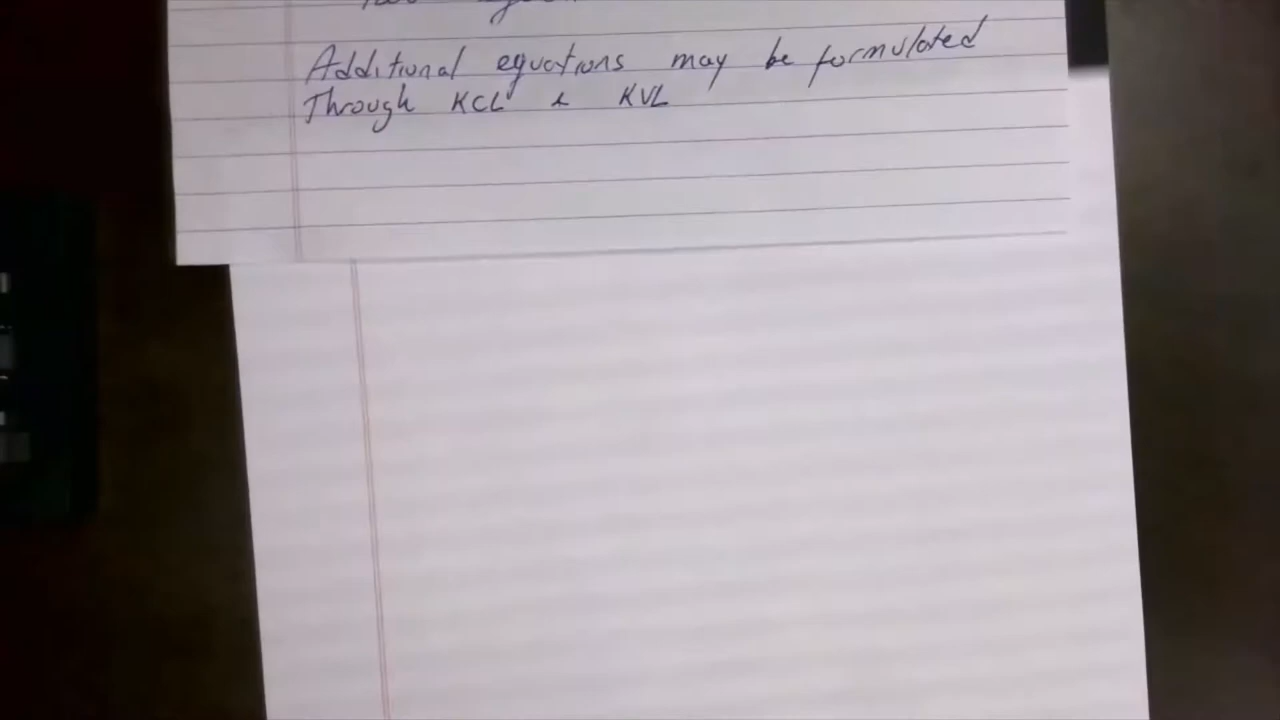 Additional equations may be formulated
Through KCL & KVL